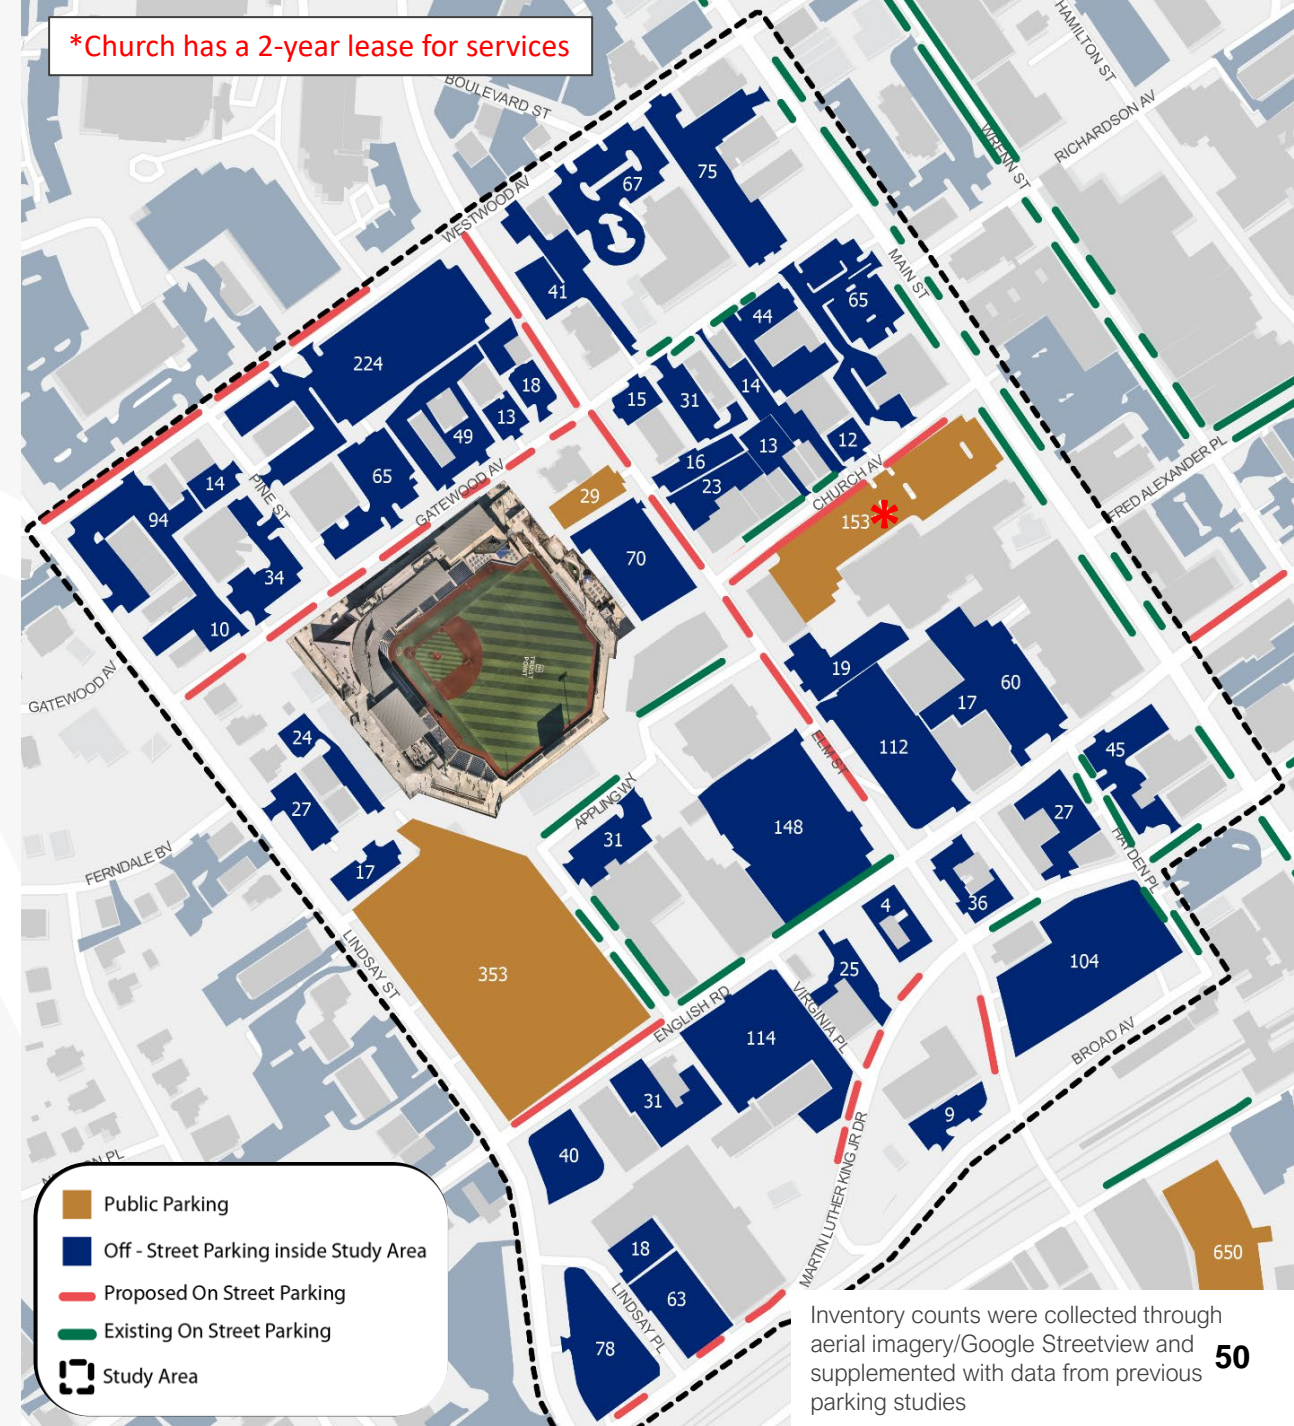 *Church has a 2-year lease for services
HAMILTON ST
BOULEVARD ST
RICHARDSON AV
WRENN ST
WESTWOOD AV
67
75
41
MAIN ST
65
44
224
18
15
31
14
13
49
12
16
13
CHURCH AV
FRED ALEXANDER PL
65
14
PINE ST
GATEWOOD AV
23
29
153*
94
70
34
10
TRUIST
POINT
19
60
17
GATEWOOD AV
24
ELM ST
112
45
27
APPLING WY
148
27
31
HAYDEN PL
FERNDALE BV
17
4
36
LINDSAY ST
353
25
104
ENGLISH RD
VIRGINIA PL
114
BROAD AV
31
9
40
MARTIN LUTHER KING JR DR
PL
18
63
LINDSAY PL
78
650
Public Parking
Off - Street Parking inside Study Area
Proposed On Street Parking
Existing On Street Parking
Study Area
Inventory counts were collected through
aerial imagery/Google Streetview and
supplemented with data from previous
parking studies
50